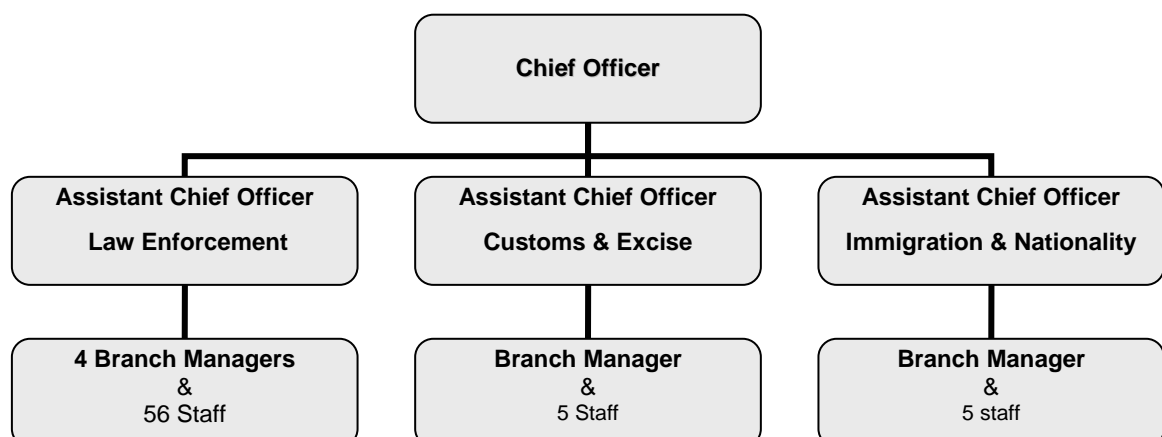 Chief Officer
Assistant Chief Officer
Law Enforcement
Assistant Chief Officer
Customs & Excise
Assistant Chief Officer
Immigration & Nationality
4 Branch Managers
&
56 Staff
Branch Manager
&
5 Staff
Branch Manager
&
5 staff